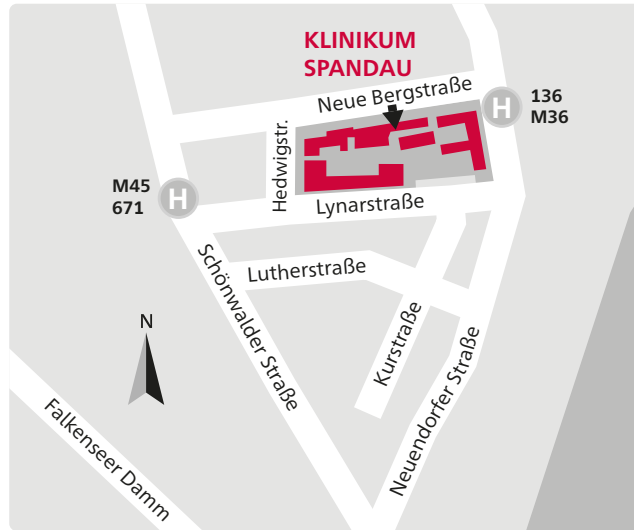 KLINIKUM
SPANDAU
Neue Bergstraße
H
136
M36
Hedwigstr.
M45
671
H
Lynarstraße
Schönwalder Straße
Lutherstraße
N
Kurstraße
Neuendorfer Straße
Falkenseer Damm